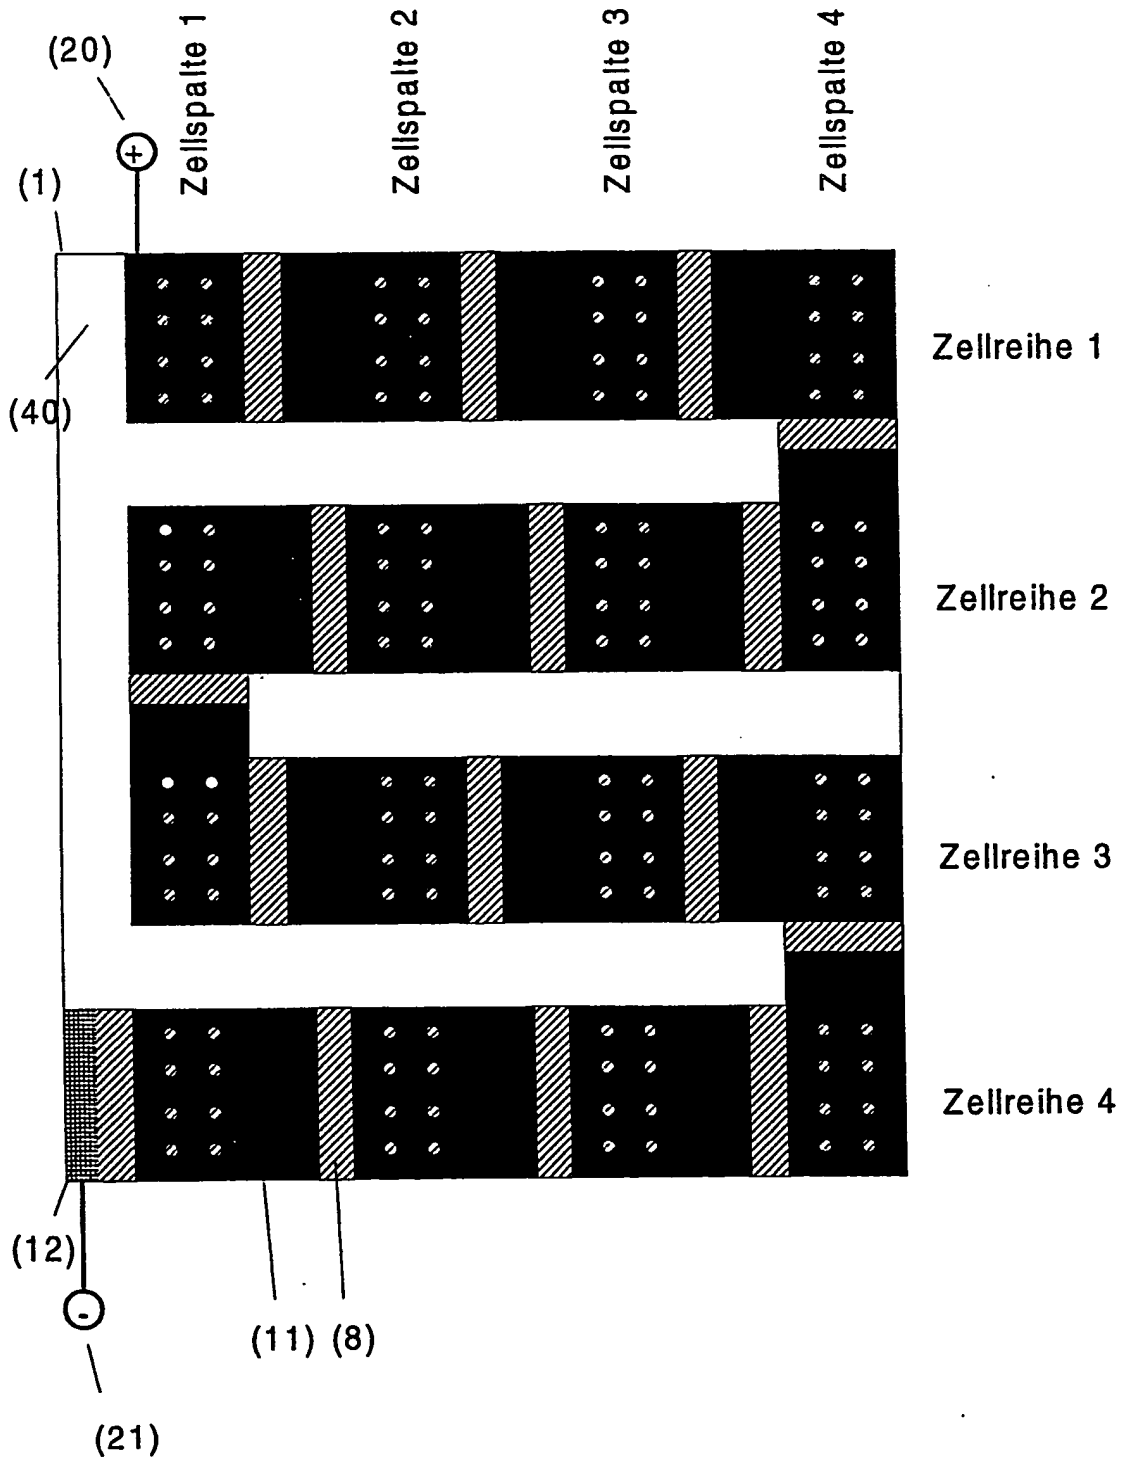 Zellspalte 1
Zellspalte 2
Zellspalte 3
Zellspalte 4
(20)
+
(1)
Zellreihe 1
(40)
Zellreihe 2
Zellreihe 3
Zellreihe 4
(12)
-
(11) (8)
(21)